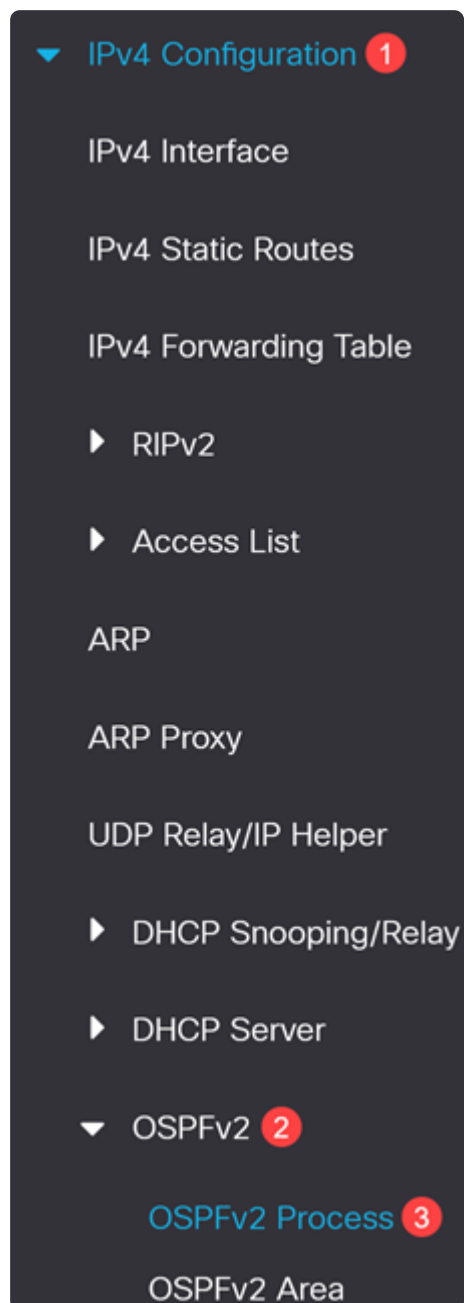 IPv4 Configuration 1
IPv4 Interface
IPv4 Static Routes
IPv4 Forwarding Table
RIPv2
Access List
ARP
ARP Proxy
UDP Relay/IP Helper
DHCP Snooping/Relay
DHCP Server
OSPFv2 2
OSPFv2 Process 3
OSPFv2 Area